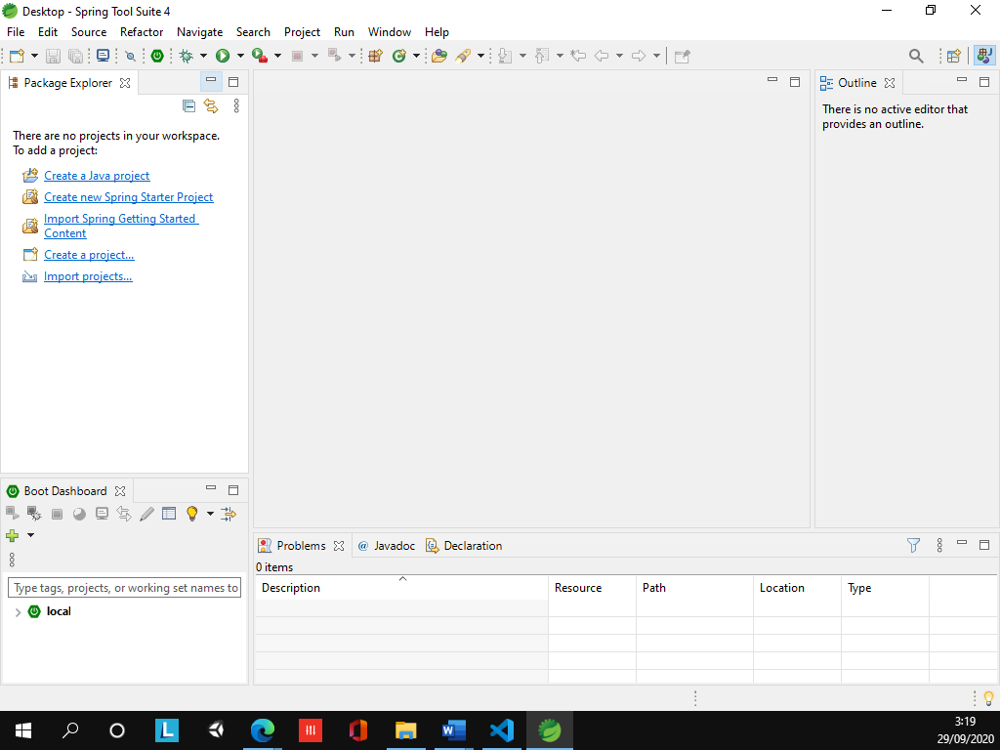 Desktop - Spring Tool Suite 4
File Edit Source Refactor Navigate Search Project Run Window Help
Package Explorer
There are no projects in your workspace.
To add a project:
Create a Java project
Create new Spring Starter Project
Import Spring Getting Started
Content
Create a project...
Import projects...
Outline
There is no active editor that
provides an outline.
Boot Dashboard
Type tags, projects, or working set names to
local
Problems @ Javadoc Declaration
0 items
Description Resource Path Location Type
L
W
3:19
29/09/2020